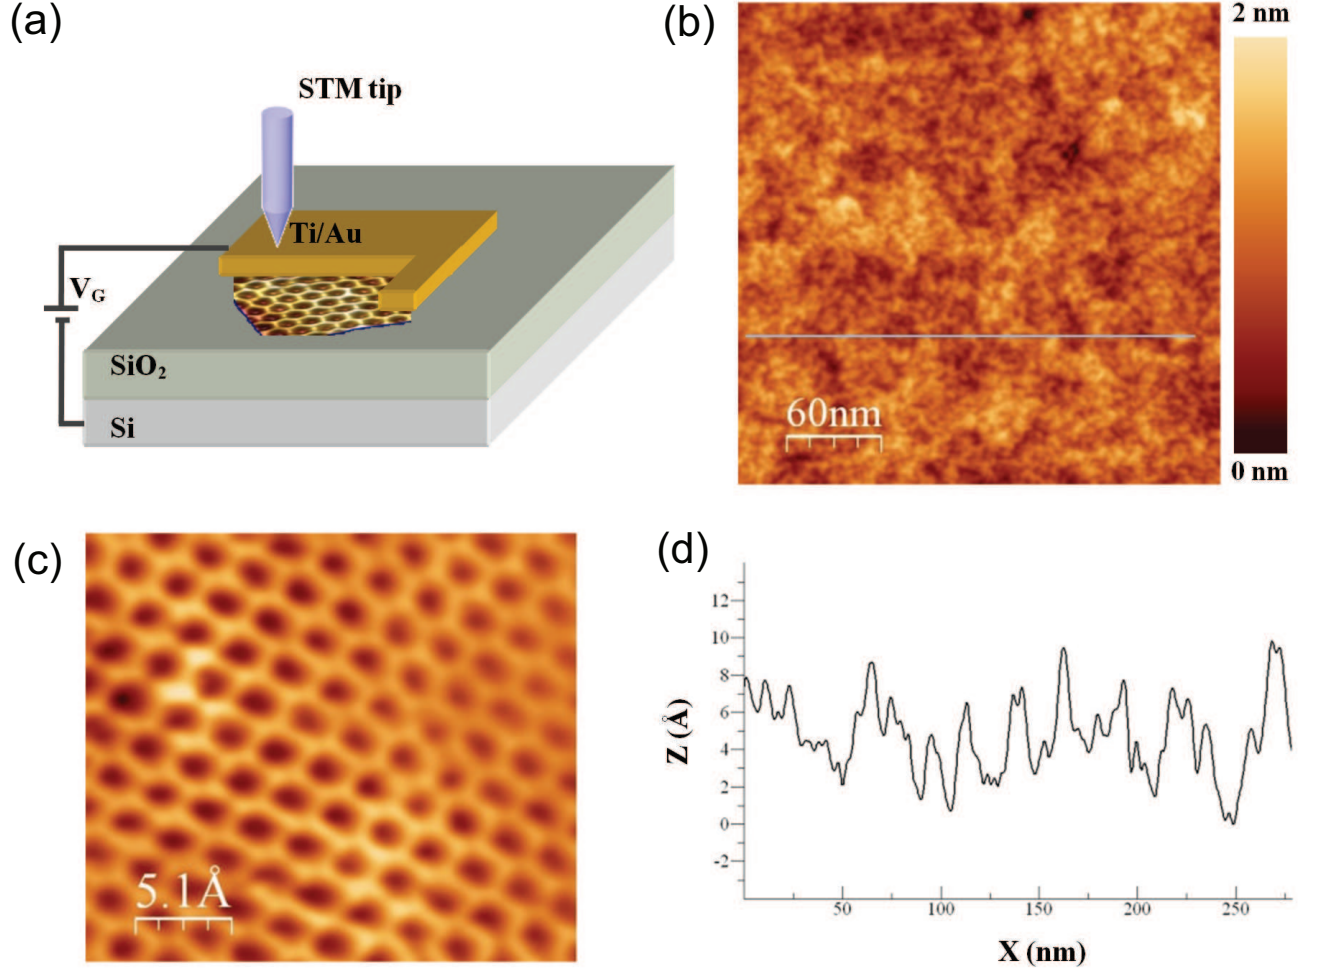 (a)
STM tip
Ti/Au
V_G
SiO₂
Si
(b)
2 nm
60nm
0 nm
(c)
5.1Å
(d)
12
10
8
6
4
2
0
-2
Z (Å)
50 100 150 200 250
X (nm)